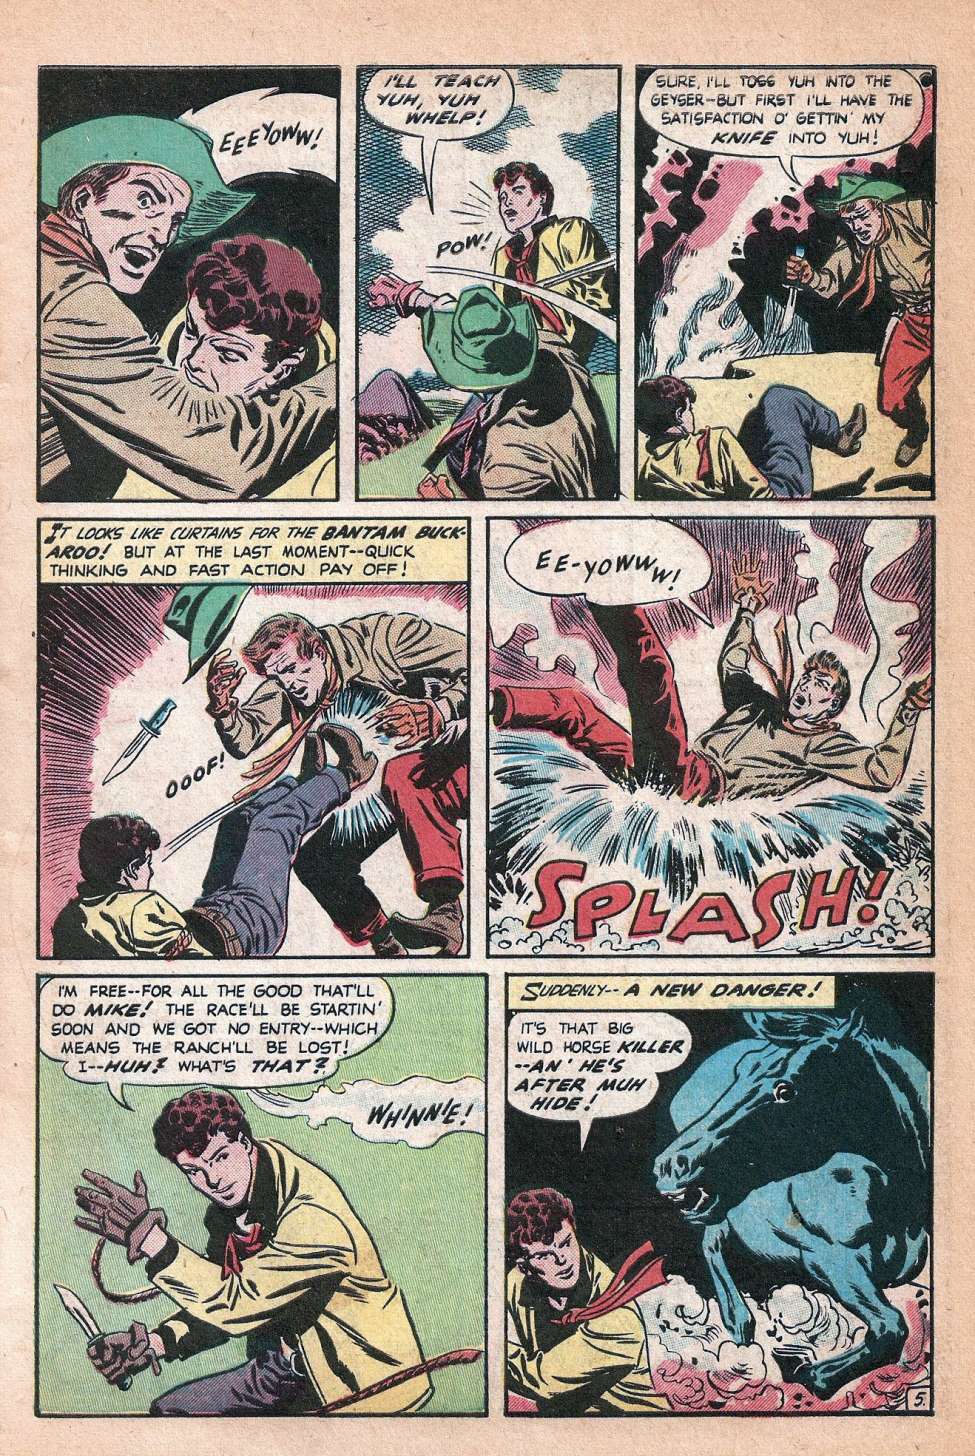 EEEYOWW!
I'LL TEACH
YUH, YUH
WHELP!
POW!
SURE, I'LL TOSS YUH INTO THE
GEYSER--BUT FIRST I'LL HAVE THE
SATISFACTION O' GETTIN' MY
KNIFE INTO YUH!
IT LOOKS LIKE CURTAINS FOR THE BANTAM BUCK-
AROO! BUT AT THE LAST MOMENT--QUICK
THINKING AND FAST ACTION PAY OFF!
OOOF!
EE-YOWWW!
SPLASH!
I'M FREE--FOR ALL THE GOOD THAT'LL
DO MIKE! THE RACE'LL BE STARTIN'
SOON AND WE GOT NO ENTRY--WHICH
MEANS THE RANCH'LL BE LOST!
I--HUH? WHAT'S THAT?
WHINNIE!
SUDDENLY-- A NEW DANGER!
IT'S THAT BIG
WILD HORSE KILLER
--AN' HE'S
AFTER MUH
HIDE!
5.